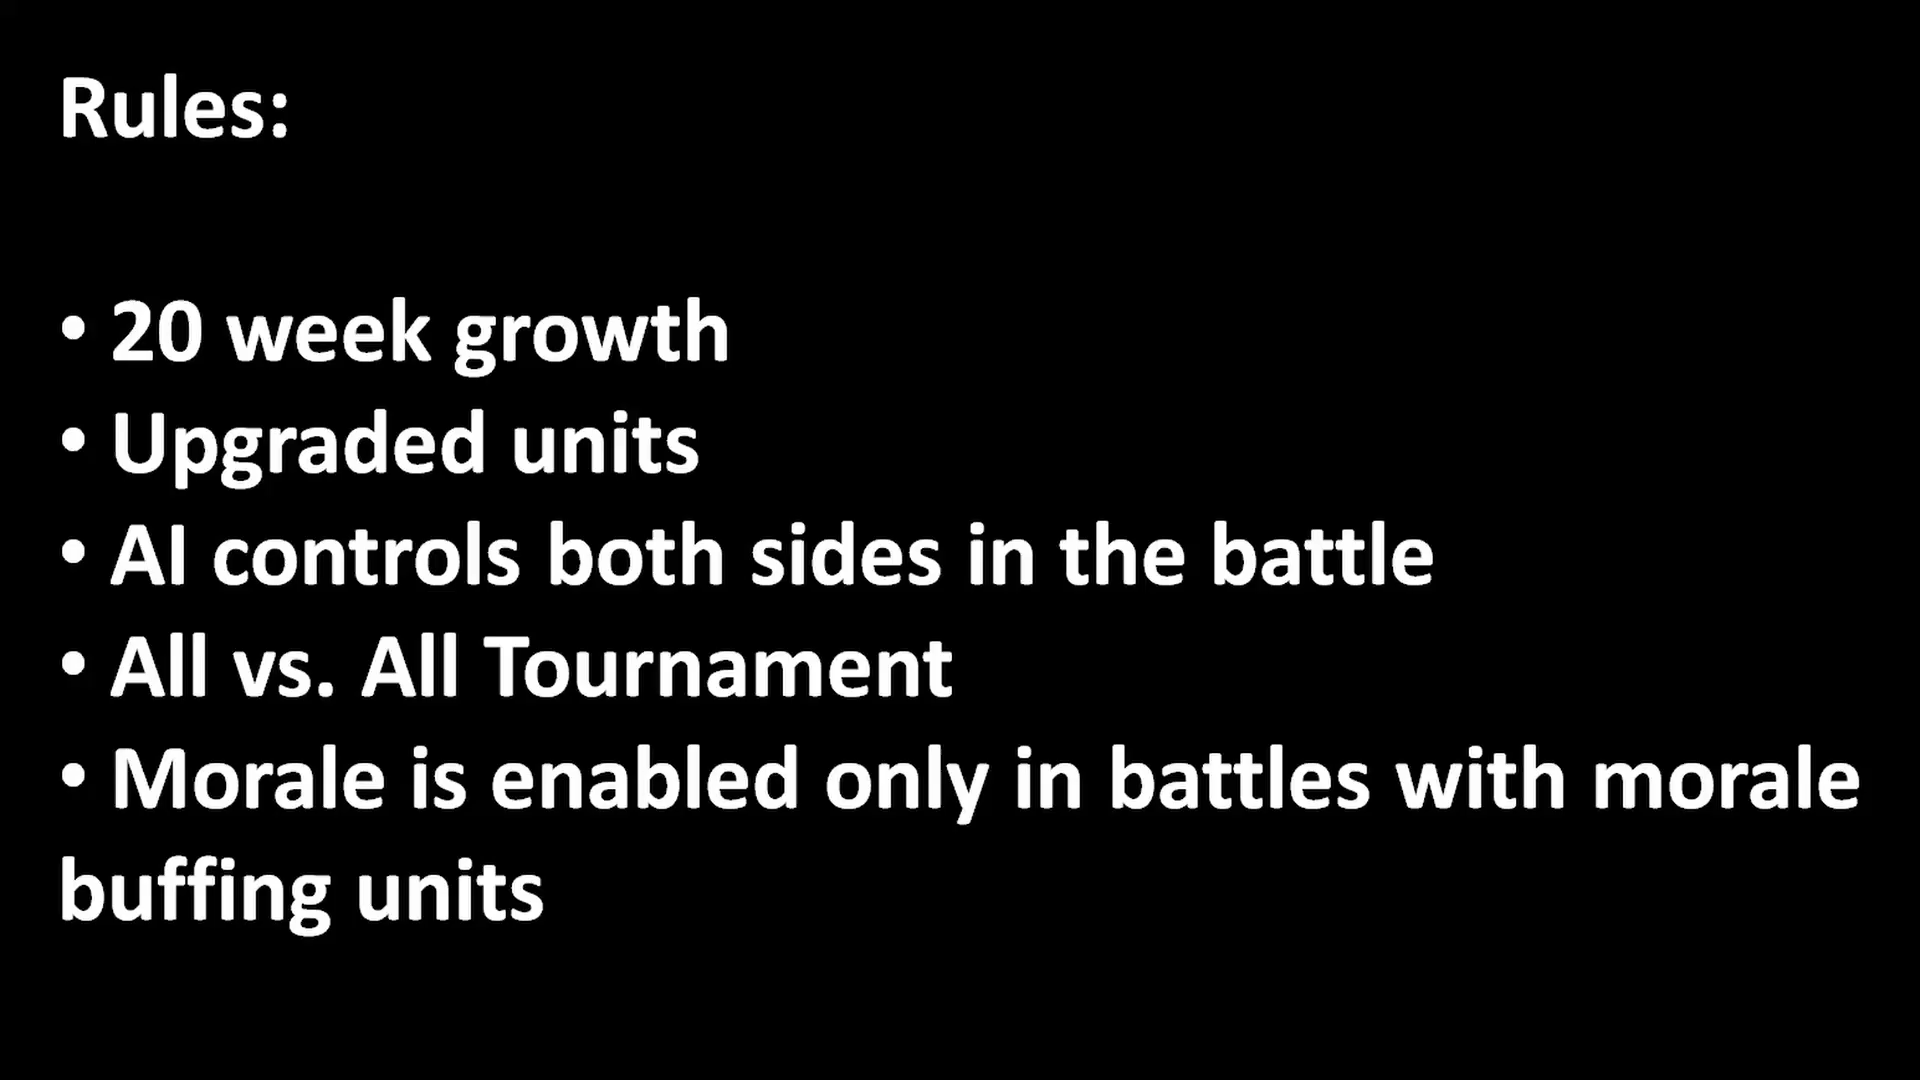 Rules:
• 20 week growth
• Upgraded units
• AI controls both sides in the battle
• All vs. All Tournament
• Morale is enabled only in battles with morale
buffing units